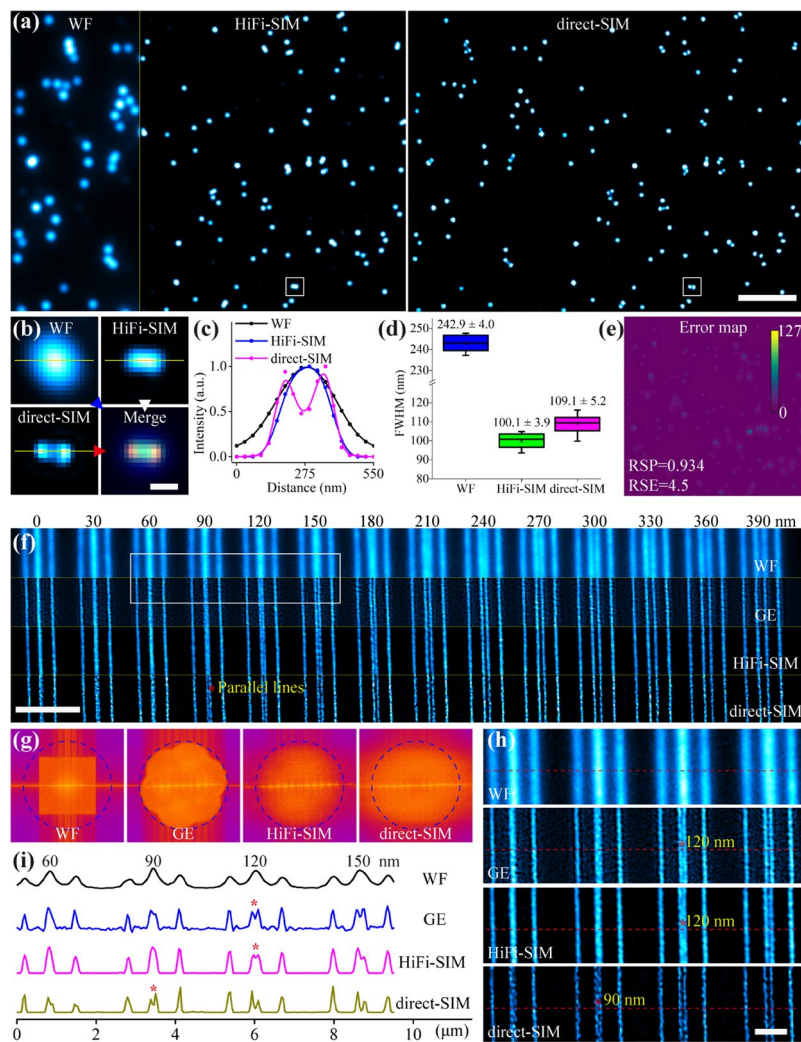 (a) WF HiFi-SIM direct-SIM
(b) WF HiFi-SIM
direct-SIM Merge
(c) WF
HiFi-SIM
direct-SIM
Intensity (a.u.)
1.0
0.5
0.0
0 275 550
Distance (nm)
(d)
FWHM (nm)
250
240
230
110
100
90
80
242.9 ± 4.0
100.1 ± 3.9
109.1 ± 5.2
WF HiFi-SIM direct-SIM
(e) Error map
127
0
RSP=0.934
RSE=4.5
0 30 60 90 120 150 180 210 240 270 300 330 360 390 nm
(f)
WF
GE
HiFi-SIM
Parallel lines
direct-SIM
(g)
WF GE HiFi-SIM direct-SIM
(h)
WF
120 nm
GE
120 nm
HiFi-SIM
90 nm
direct-SIM
(i) 60 90 120 150 nm
WF
* GE
* HiFi-SIM
* direct-SIM
0 2 4 6 8 10 (μm)